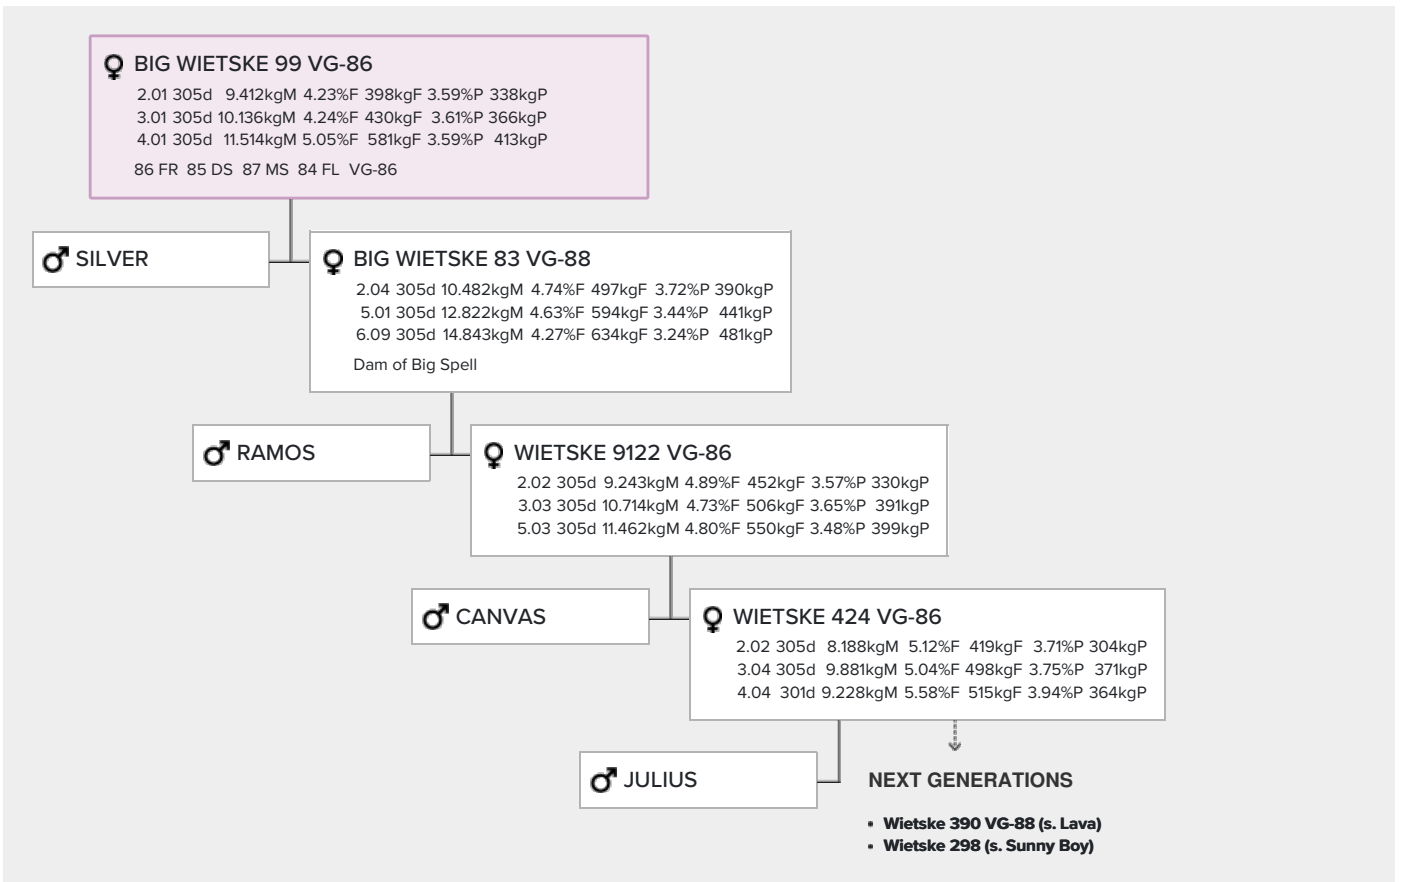 BIG WIETSKE 99 VG-86
2.01 305d 9.412kgM 4.23%F 398kgF 3.59%P 338kgP
3.01 305d 10.136kgM 4.24%F 430kgF 3.61%P 366kgP
4.01 305d 11.514kgM 5.05%F 581kgF 3.59%P 413kgP
86 FR 85 DS 87 MS 84 FL VG-86
SILVER
BIG WIETSKE 83 VG-88
2.04 305d 10.482kgM 4.74%F 497kgF 3.72%P 390kgP
5.01 305d 12.822kgM 4.63%F 594kgF 3.44%P 441kgP
6.09 305d 14.843kgM 4.27%F 634kgF 3.24%P 481kgP
Dam of Big Spell
RAMOS
WIETSKE 9122 VG-86
2.02 305d 9.243kgM 4.89%F 452kgF 3.57%P 330kgP
3.03 305d 10.714kgM 4.73%F 506kgF 3.65%P 391kgP
5.03 305d 11.462kgM 4.80%F 550kgF 3.48%P 399kgP
CANVAS
WIETSKE 424 VG-86
2.02 305d 8.188kgM 5.12%F 419kgF 3.71%P 304kgP
3.04 305d 9.881kgM 5.04%F 498kgF 3.75%P 371kgP
4.04 301d 9.228kgM 5.58%F 515kgF 3.94%P 364kgP
JULIUS
NEXT GENERATIONS
• Wietske 390 VG-88 (s. Lava)
• Wietske 298 (s. Sunny Boy)